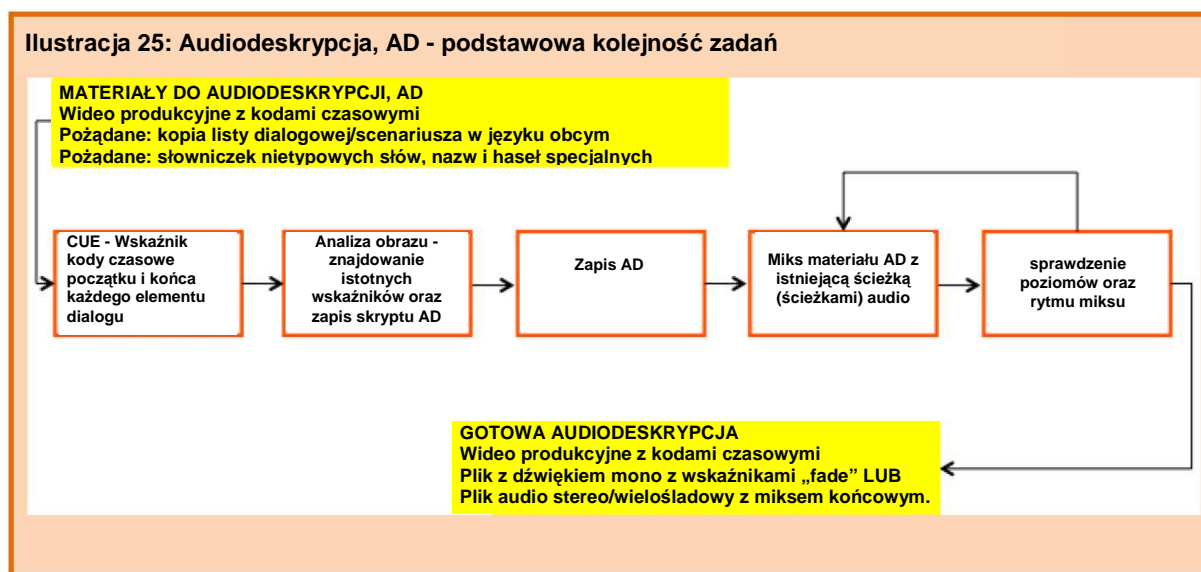 Ilustracja 25: Audiodeskrypcja, AD - podstawowa kolejność zadań
MATERIAŁY DO AUDIODESKRYPCJI, AD
Wideo produkcyjne z kodami czasowymi
Pożądane: kopia listy dialogowej/scenariusza w języku obcym
Pożądane: słowniczek nietypowych słów, nazw i haseł specjalnych
CUE - Wskaźnik
kody czasowe
początku i końca
każdego elementu
dialogu
Analiza obrazu -
znajdowanie
istotnych
wskaźników oraz
zapis skryptu AD
Zapis AD
Miks materiału AD z
istniejącą ścieżką
(ścieżkami) audio
sprawdzenie
poziomów oraz
rytmu miksu
GOTOWA AUDIODESKRYPCJA
Wideo produkcyjne z kodami czasowymi
Plik z dźwiękiem mono z wskaźnikami „fade” LUB
Plik audio stereo/wielośladowy z miksem końcowym.